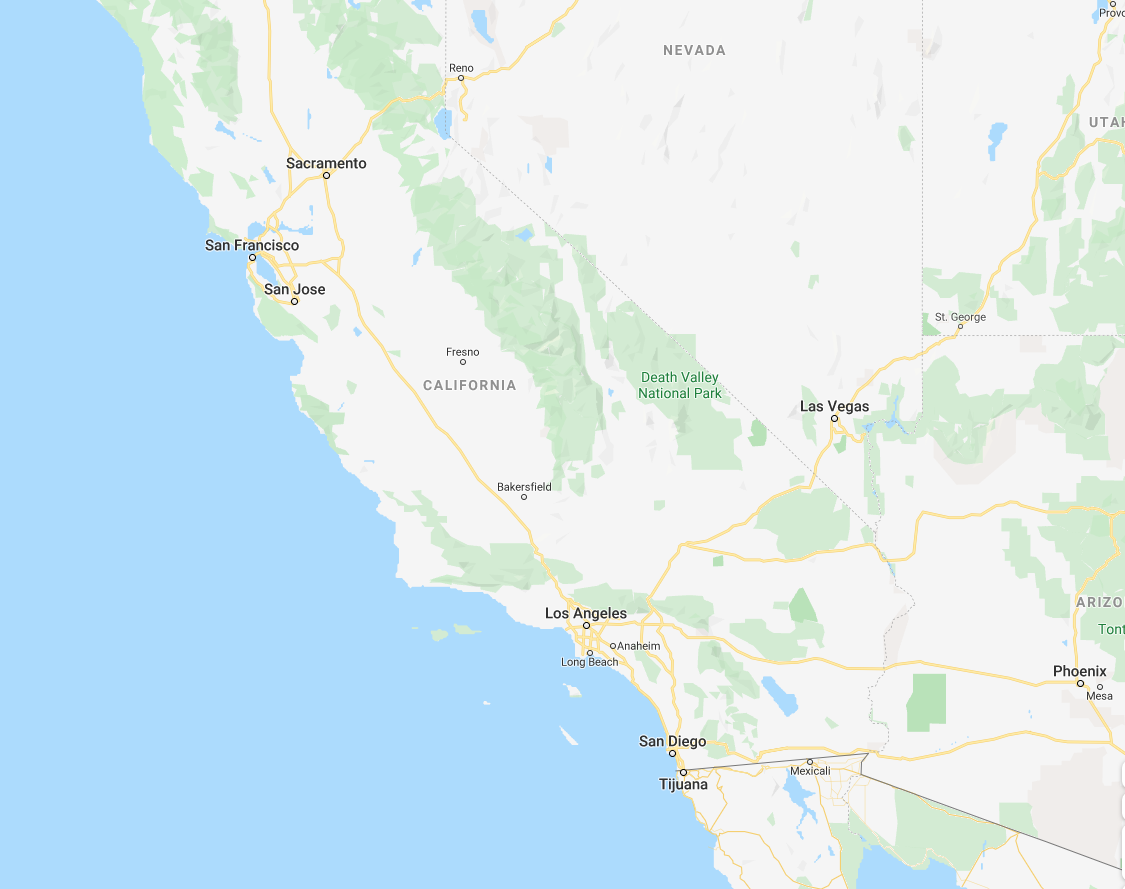 Provo
NEVADA
Reno
UTAH
Sacramento
San Francisco
San Jose
St. George
Fresno
CALIFORNIA
Death Valley
National Park
Las Vegas
Bakersfield
ARIZO
Los Angeles
Tont
Anaheim
Long Beach
Phoenix
Mesa
San Diego
Mexicali
Tijuana